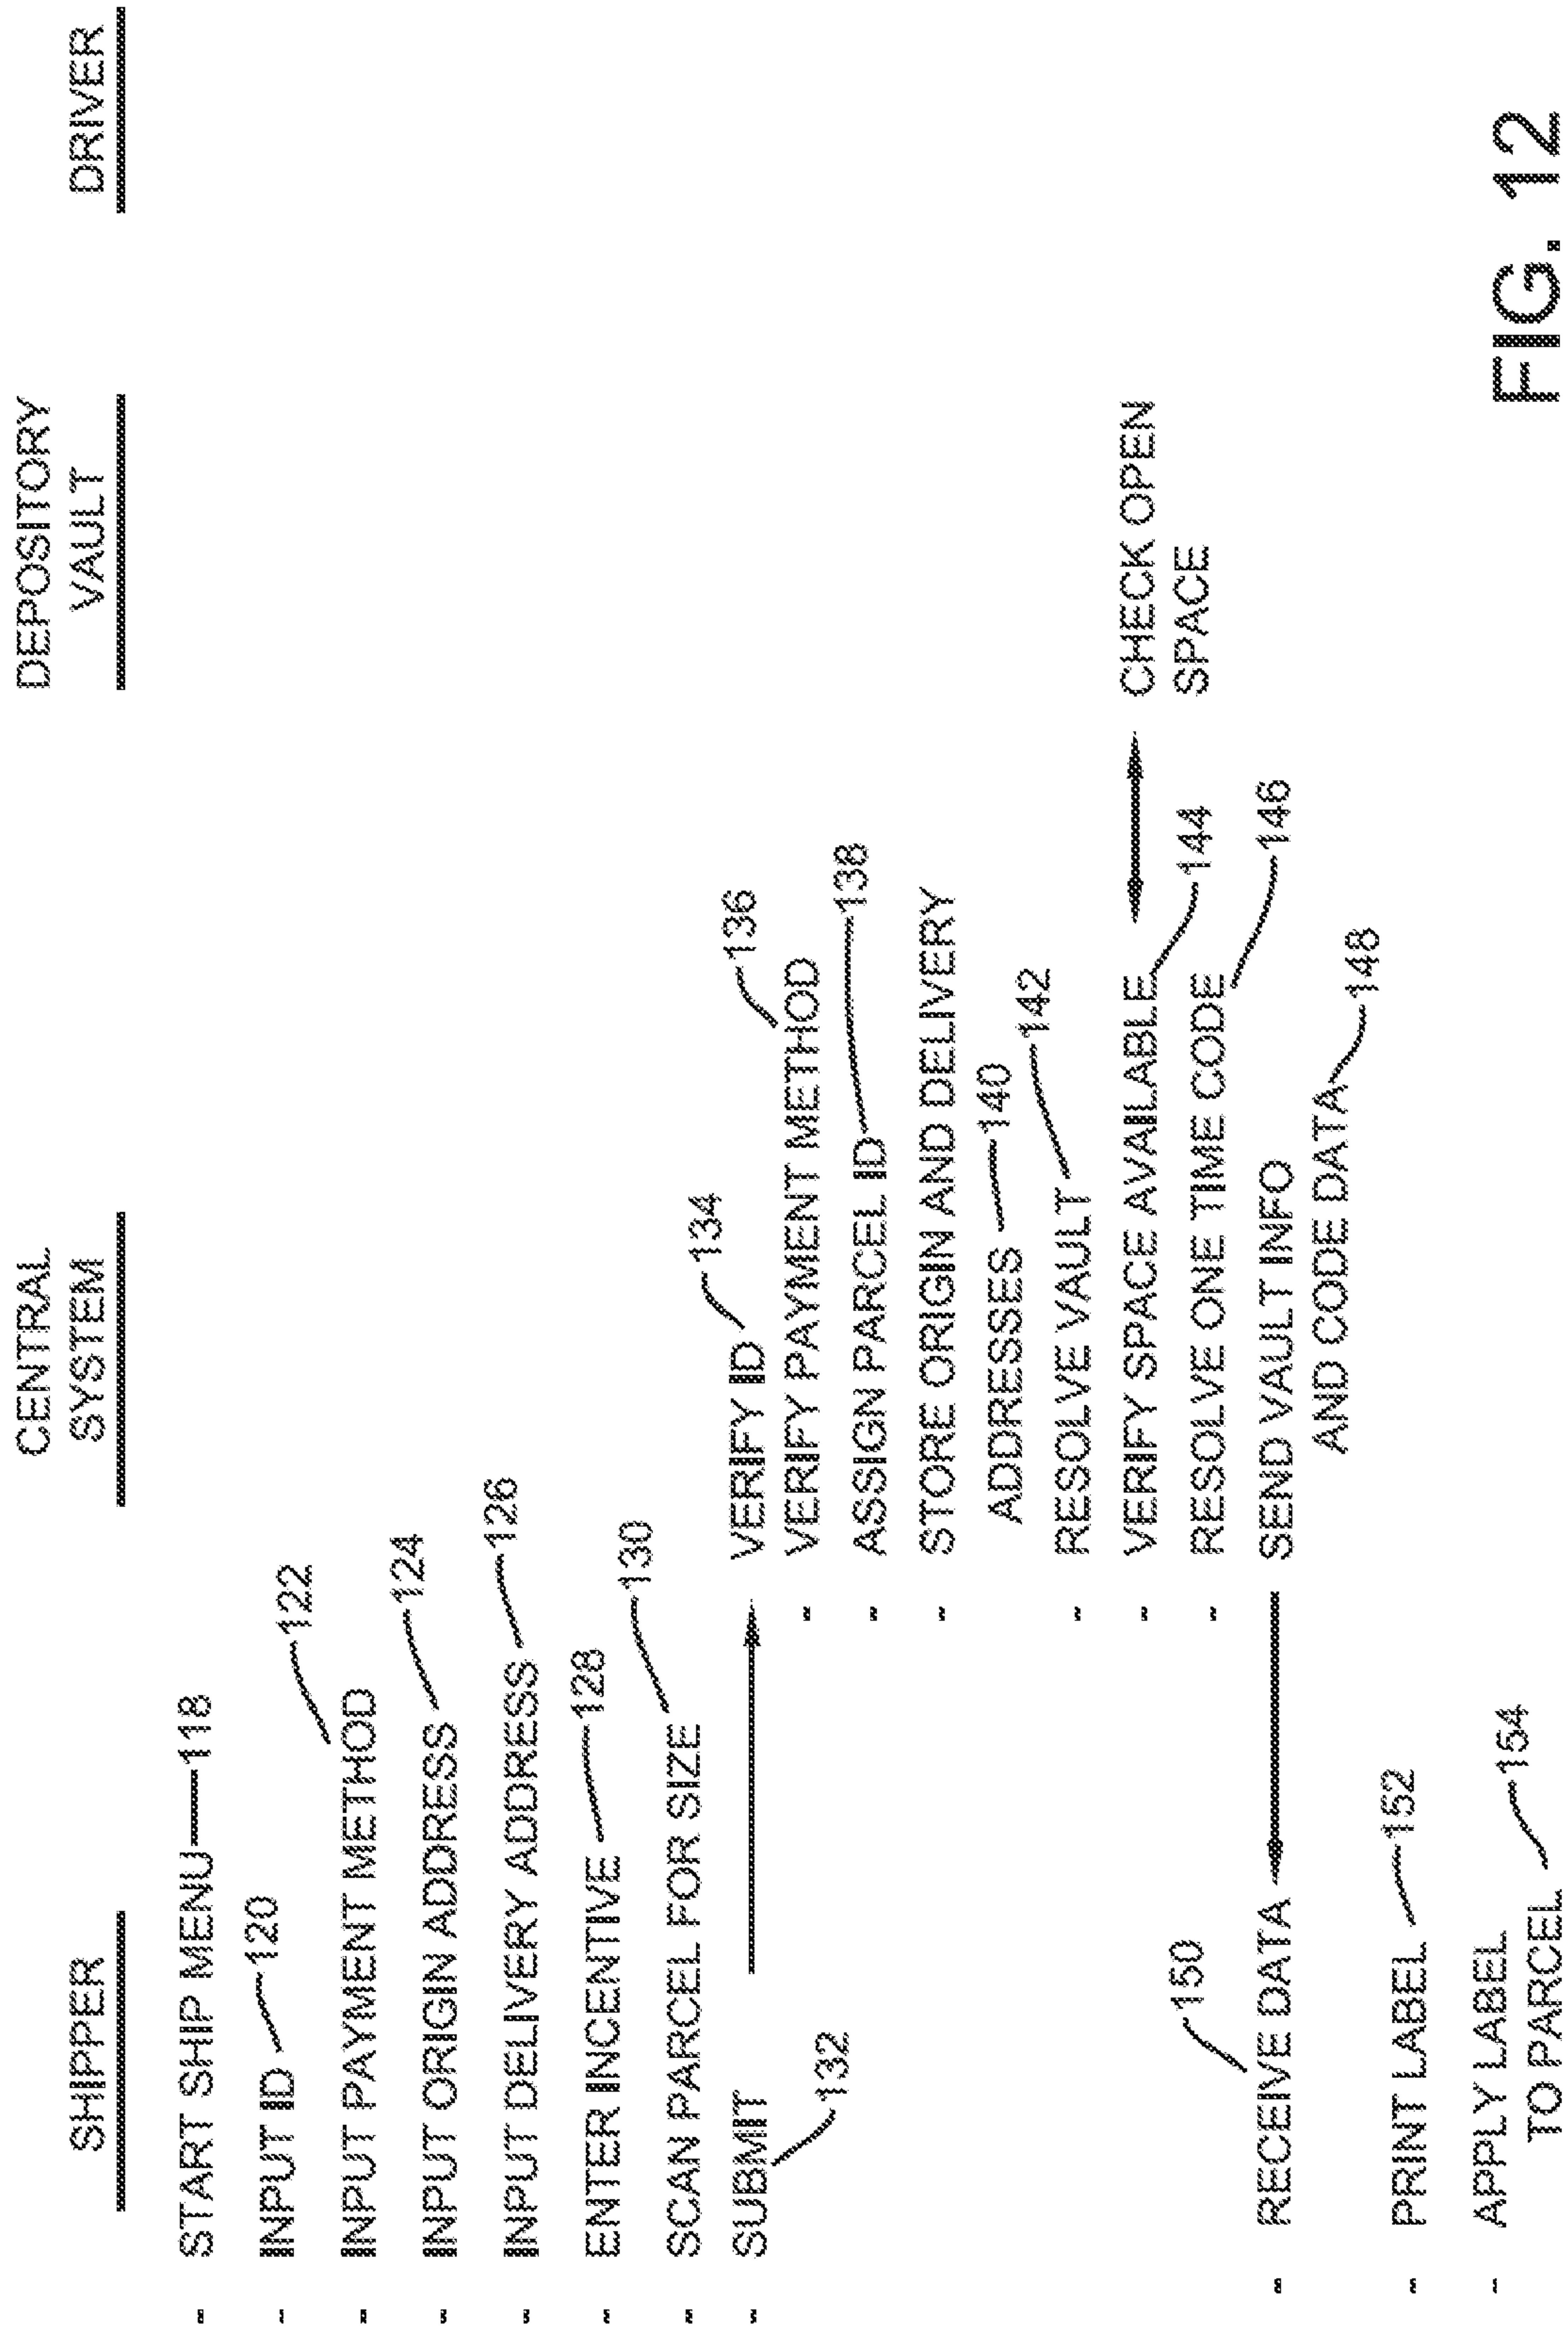 SHIPPER
CENTRAL
SYSTEM
DEPOSITORY
VAULT
DRIVER
- START SHIP MENU 118
- INPUT ID 120
- INPUT PAYMENT METHOD 122
- INPUT ORIGIN ADDRESS 124
- INPUT DELIVERY ADDRESS 126
- ENTER INCENTIVE 128
- SCAN PARCEL FOR SIZE 130
- SUBMIT 132
VERIFY ID 134
- VERIFY PAYMENT METHOD 136
- ASSIGN PARCEL ID 138
- STORE ORIGIN AND DELIVERY
ADDRESSES 140
- RESOLVE VAULT 142
- VERIFY SPACE AVAILABLE 144
CHECK OPEN
SPACE
- RESOLVE ONE TIME CODE 146
SEND VAULT INFO
AND CODE DATA 148
- RECEIVE DATA 150
- PRINT LABEL 152
- APPLY LABEL
TO PARCEL 154
FIG. 12